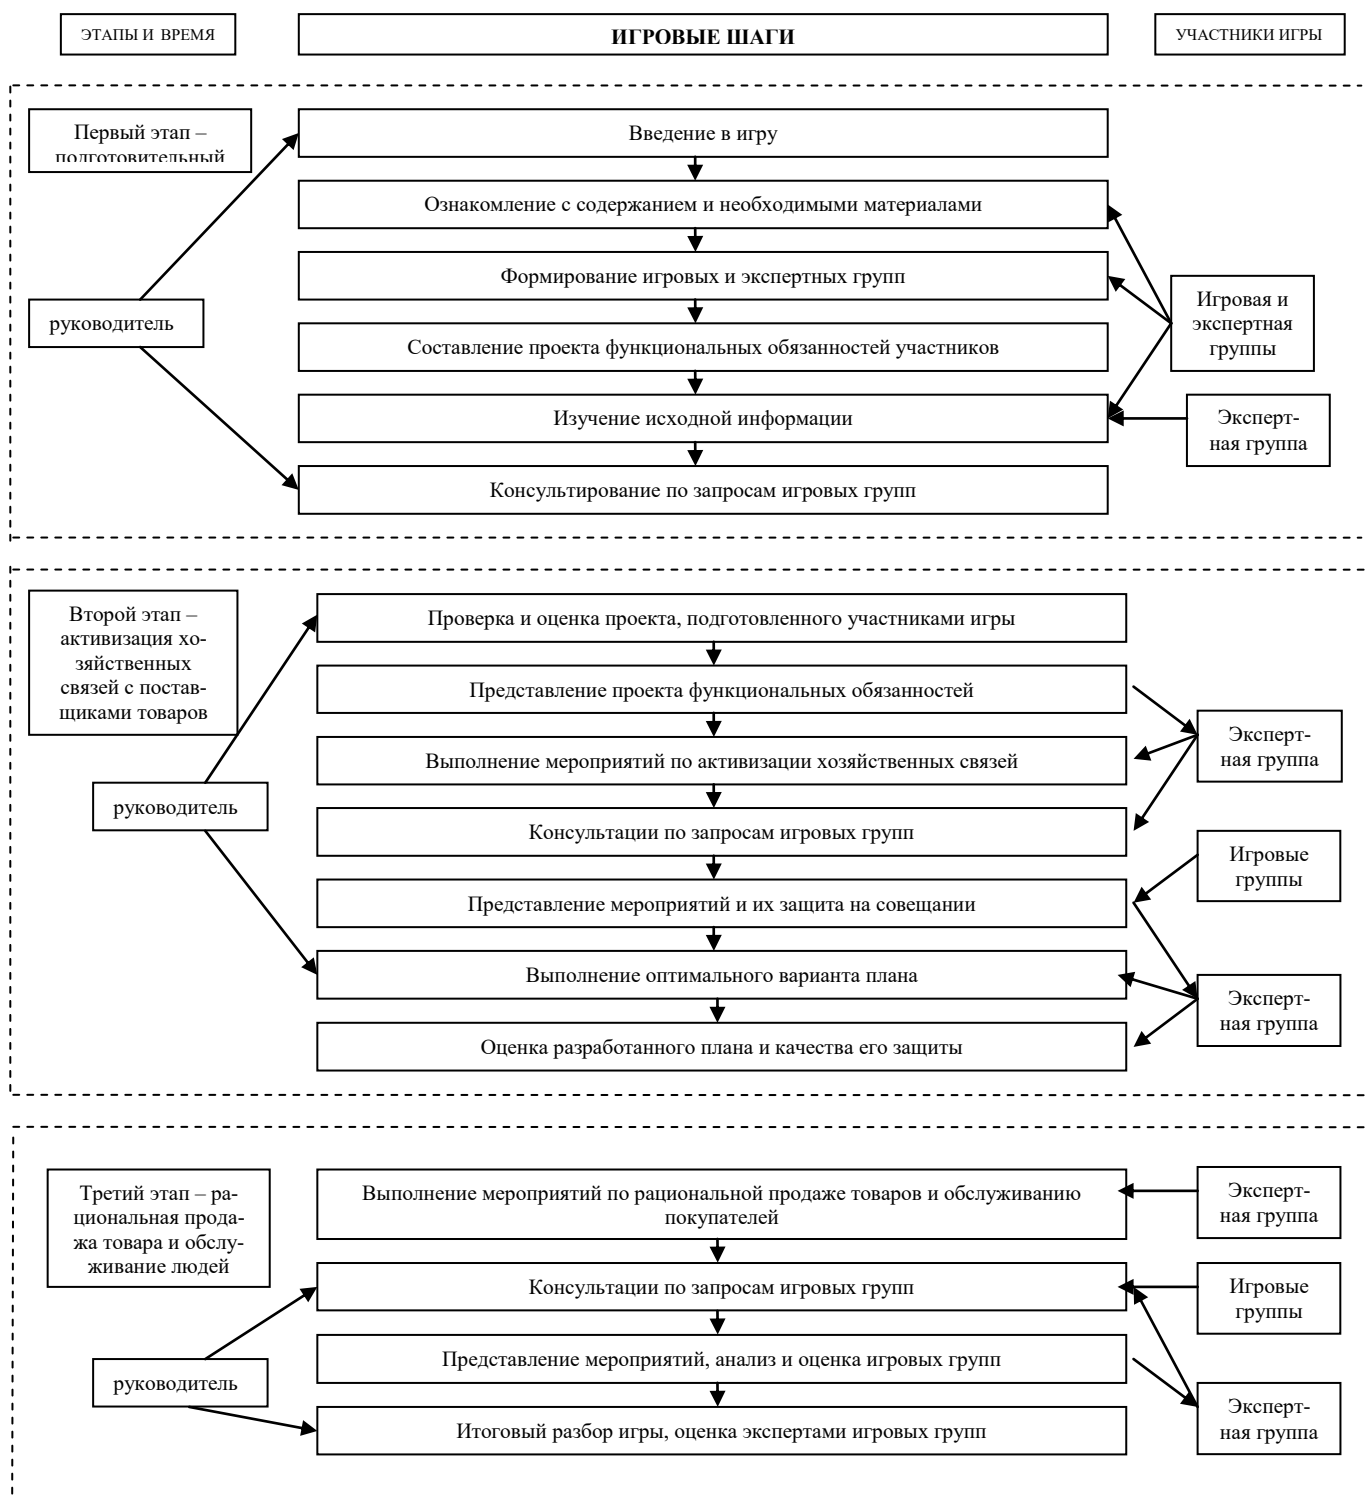 ЭТАПЫ И ВРЕМЯ
ИГРОВЫЕ ШАГИ
УЧАСТНИКИ ИГРЫ
Первый этап –
подготовительный
Введение в игру
Ознакомление с содержанием и необходимыми материалами
Формирование игровых и экспертных групп
Игровая и
экспертная
группы
руководитель
Составление проекта функциональных обязанностей участников
Изучение исходной информации
Эксперт-
ная группа
Консультирование по запросам игровых групп
Второй этап –
активизация хо-
зяйственных
связей с постав-
щиками товаров
Проверка и оценка проекта, подготовленного участниками игры
Представление проекта функциональных обязанностей
Выполнение мероприятий по активизации хозяйственных связей
Эксперт-
ная группа
руководитель
Консультации по запросам игровых групп
Игровые
группы
Представление мероприятий и их защита на совещании
Выполнение оптимального варианта плана
Эксперт-
ная группа
Оценка разработанного плана и качества его защиты
Третий этап – ра-
циональная прода-
жа товара и обслу-
живание людей
Выполнение мероприятий по рациональной продаже товаров и обслуживанию
покупателей
Эксперт-
ная группа
Консультации по запросам игровых групп
Игровые
группы
руководитель
Представление мероприятий, анализ и оценка игровых групп
Эксперт-
ная группа
Итоговый разбор игры, оценка экспертами игровых групп